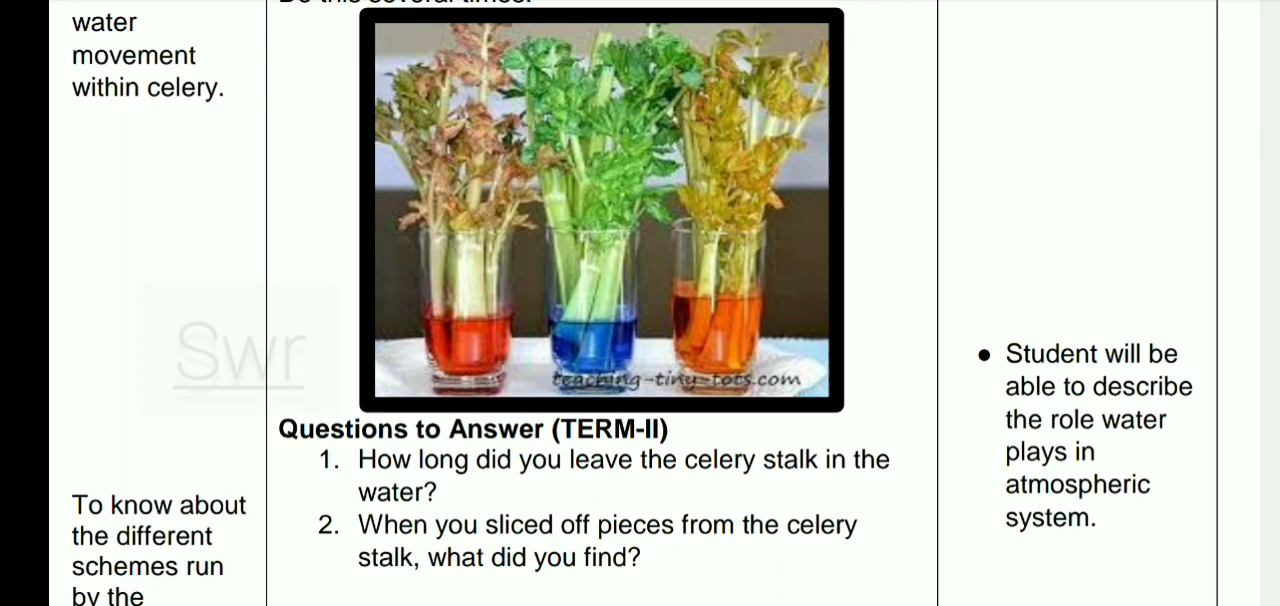 water
movement
within celery.
Swr
teaching-tiny-tots.com
Questions to Answer (TERM-II)
1. How long did you leave the celery stalk in the
water?
2. When you sliced off pieces from the celery
stalk, what did you find?
To know about
the different
schemes run
by the
● Student will be
able to describe
the role water
plays in
atmospheric
system.